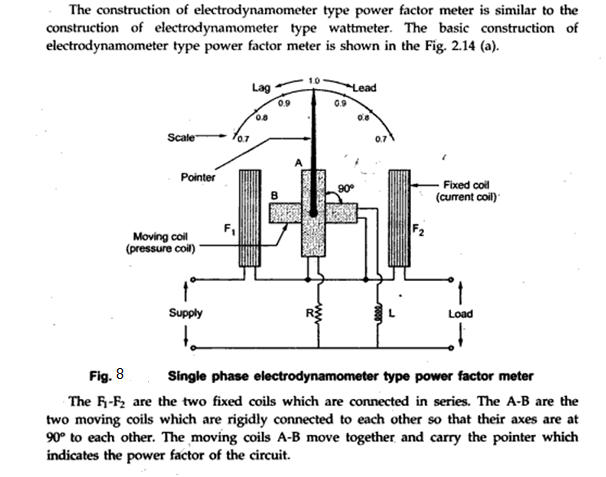 The construction of electrodynamometer type power factor meter is similar to the
construction of electrodynamometer type wattmeter. The basic construction of
electrodynamometer type power factor meter is shown in the Fig. 2.14 (a).
Lag 1.0 Lead
0.9 0.9
0.8 0.8
Scale 0.7 0.7
A
Pointer
90°
B
Fixed coil
(current coil)
F1 F2
Moving coil
(pressure coil)
Supply R L Load
Fig. 8 Single phase electrodynamometer type power factor meter
The F1-F2 are the two fixed coils which are connected in series. The A-B are the
two moving coils which are rigidly connected to each other so that their axes are at
90° to each other. The moving coils A-B move together and carry the pointer which
indicates the power factor of the circuit.